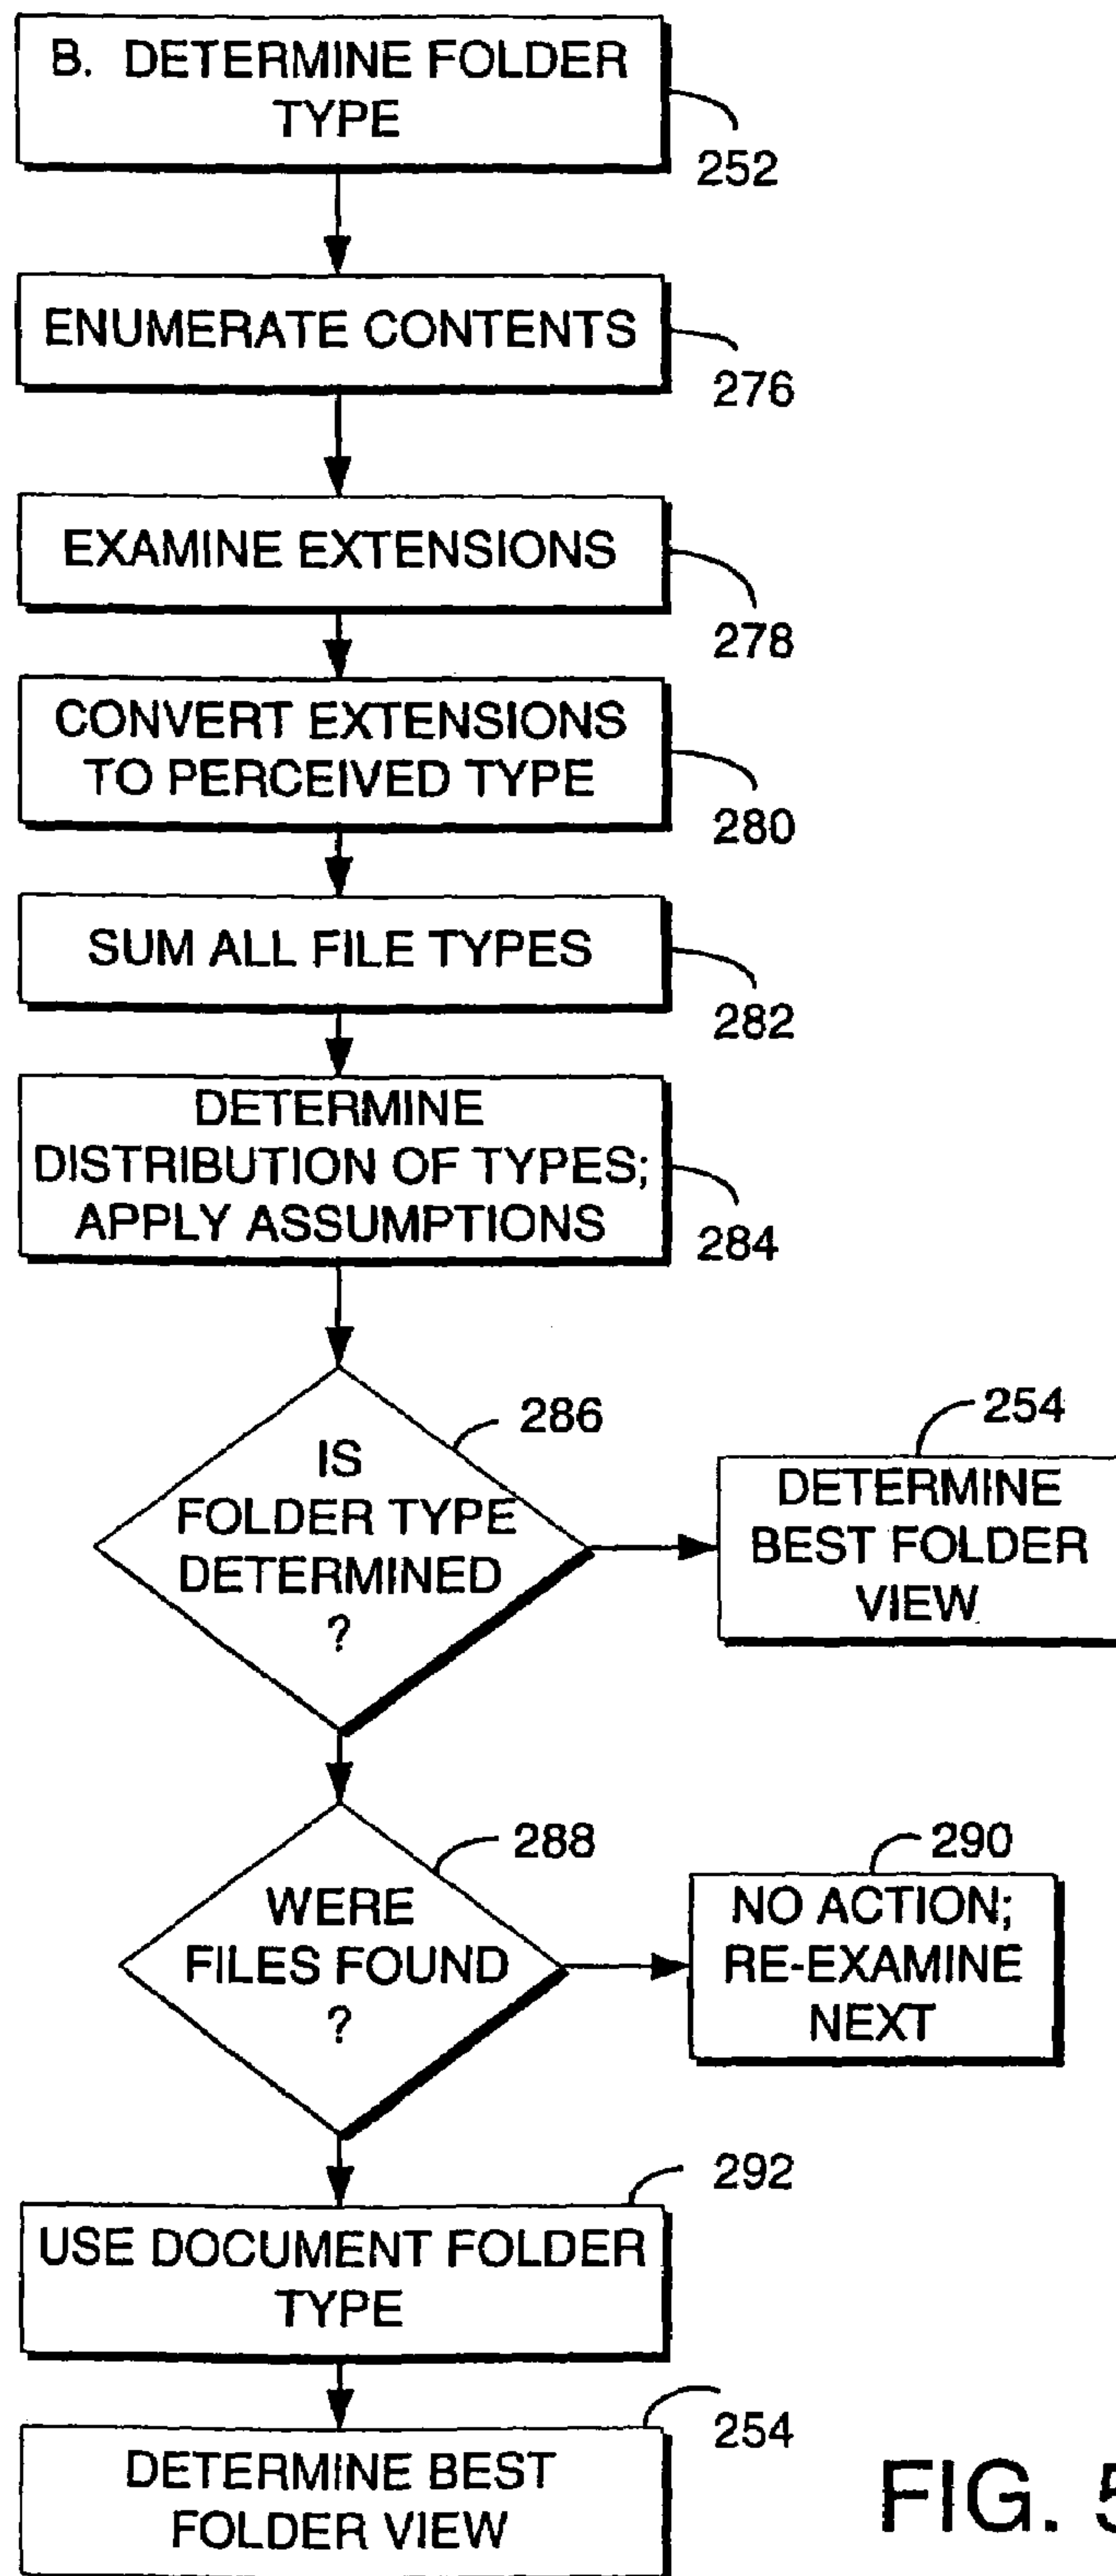 B. DETERMINE FOLDER
TYPE
252
ENUMERATE CONTENTS
276
EXAMINE EXTENSIONS
278
CONVERT EXTENSIONS
TO PERCEIVED TYPE
280
SUM ALL FILE TYPES
282
DETERMINE
DISTRIBUTION OF TYPES;
APPLY ASSUMPTIONS
284
286
IS
FOLDER TYPE
DETERMINED
?
254
DETERMINE
BEST FOLDER
VIEW
288
WERE
FILES FOUND
?
290
NO ACTION;
RE-EXAMINE
NEXT
292
USE DOCUMENT FOLDER
TYPE
254
DETERMINE BEST
FOLDER VIEW
FIG. 5